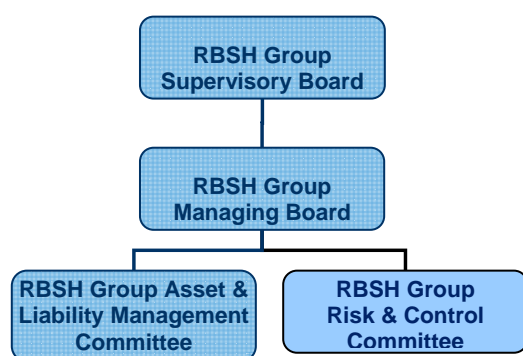 RBSH Group
Supervisory Board
RBSH Group
Managing Board
RBSH Group Asset &
Liability Management
Committee
RBSH Group
Risk & Control
Committee